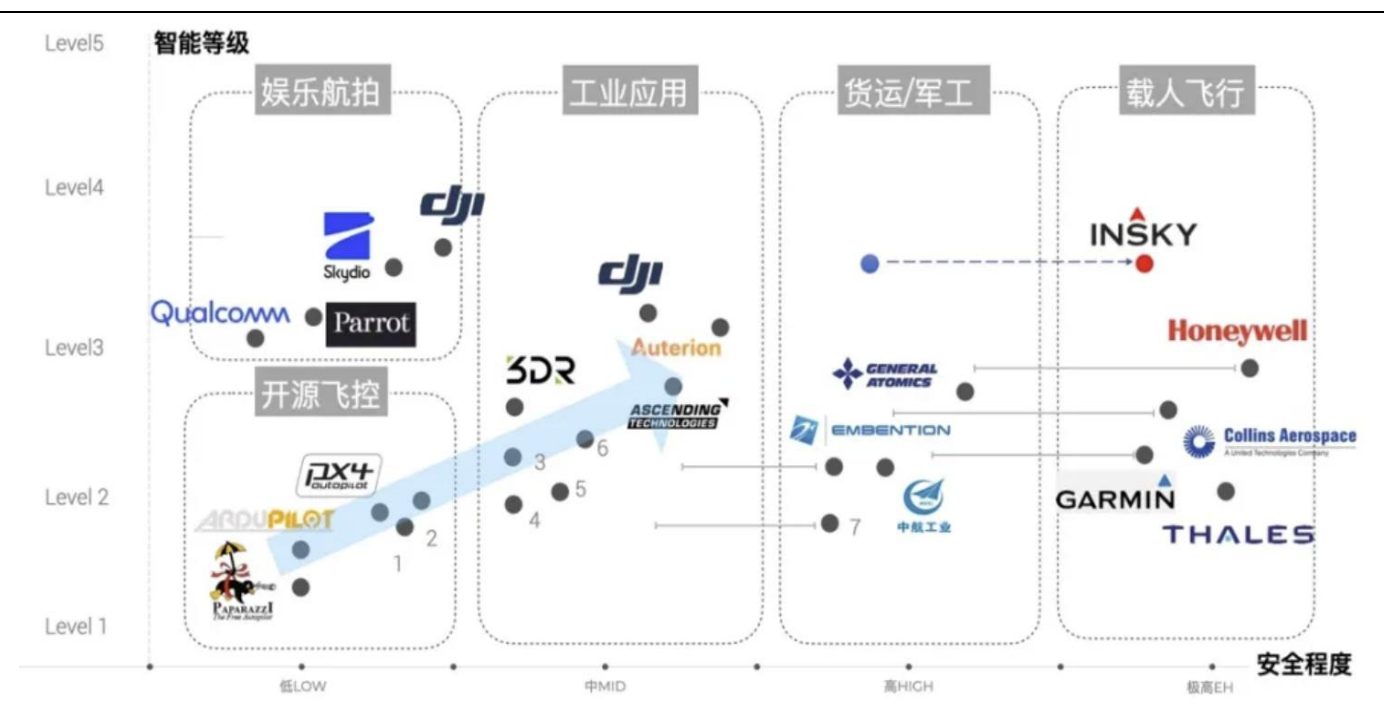 Level5
智能等级
娱乐航拍
工业应用
货运/军工
载人飞行
Level4
dji
Skydio
INSKY
dji
Qualcomm
Parrot
Honeywell
Level3
Auterion
3DR
GENERAL
ATOMICS
开源飞控
ASCENDING
TECHNOLOGIES
EMBENTION
Collins Aerospace
A United Technologies Company
6
3
px4
autopilot
Level 2
5
GARMIN
ARDUPILOT
4
7
中航工业
THALES
2
1
PAPARAZZI
The Free Autopilot
Level 1
安全程度
低LOW
中MID
高HIGH
极高EH